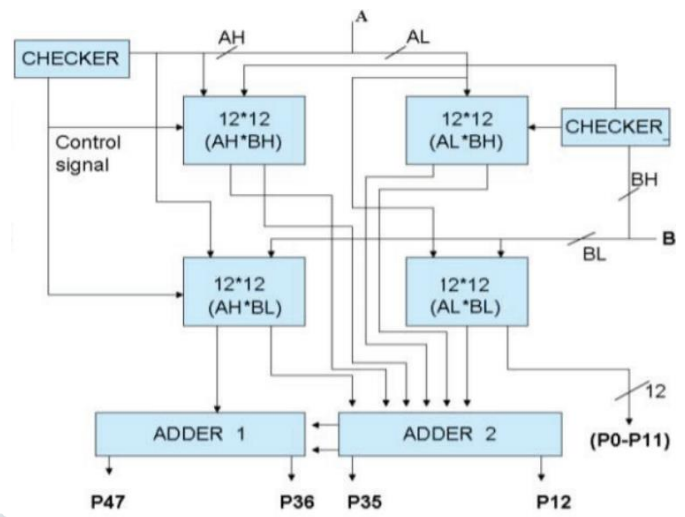 A
AH
AL
CHECKER
12*12
(AH*BH)
12*12
(AL*BH)
CHECKER
Control
signal
BH
B
BL
12*12
(AH*BL)
12*12
(AL*BL)
12
ADDER 1
ADDER 2
(P0-P11)
P47
P36
P35
P12